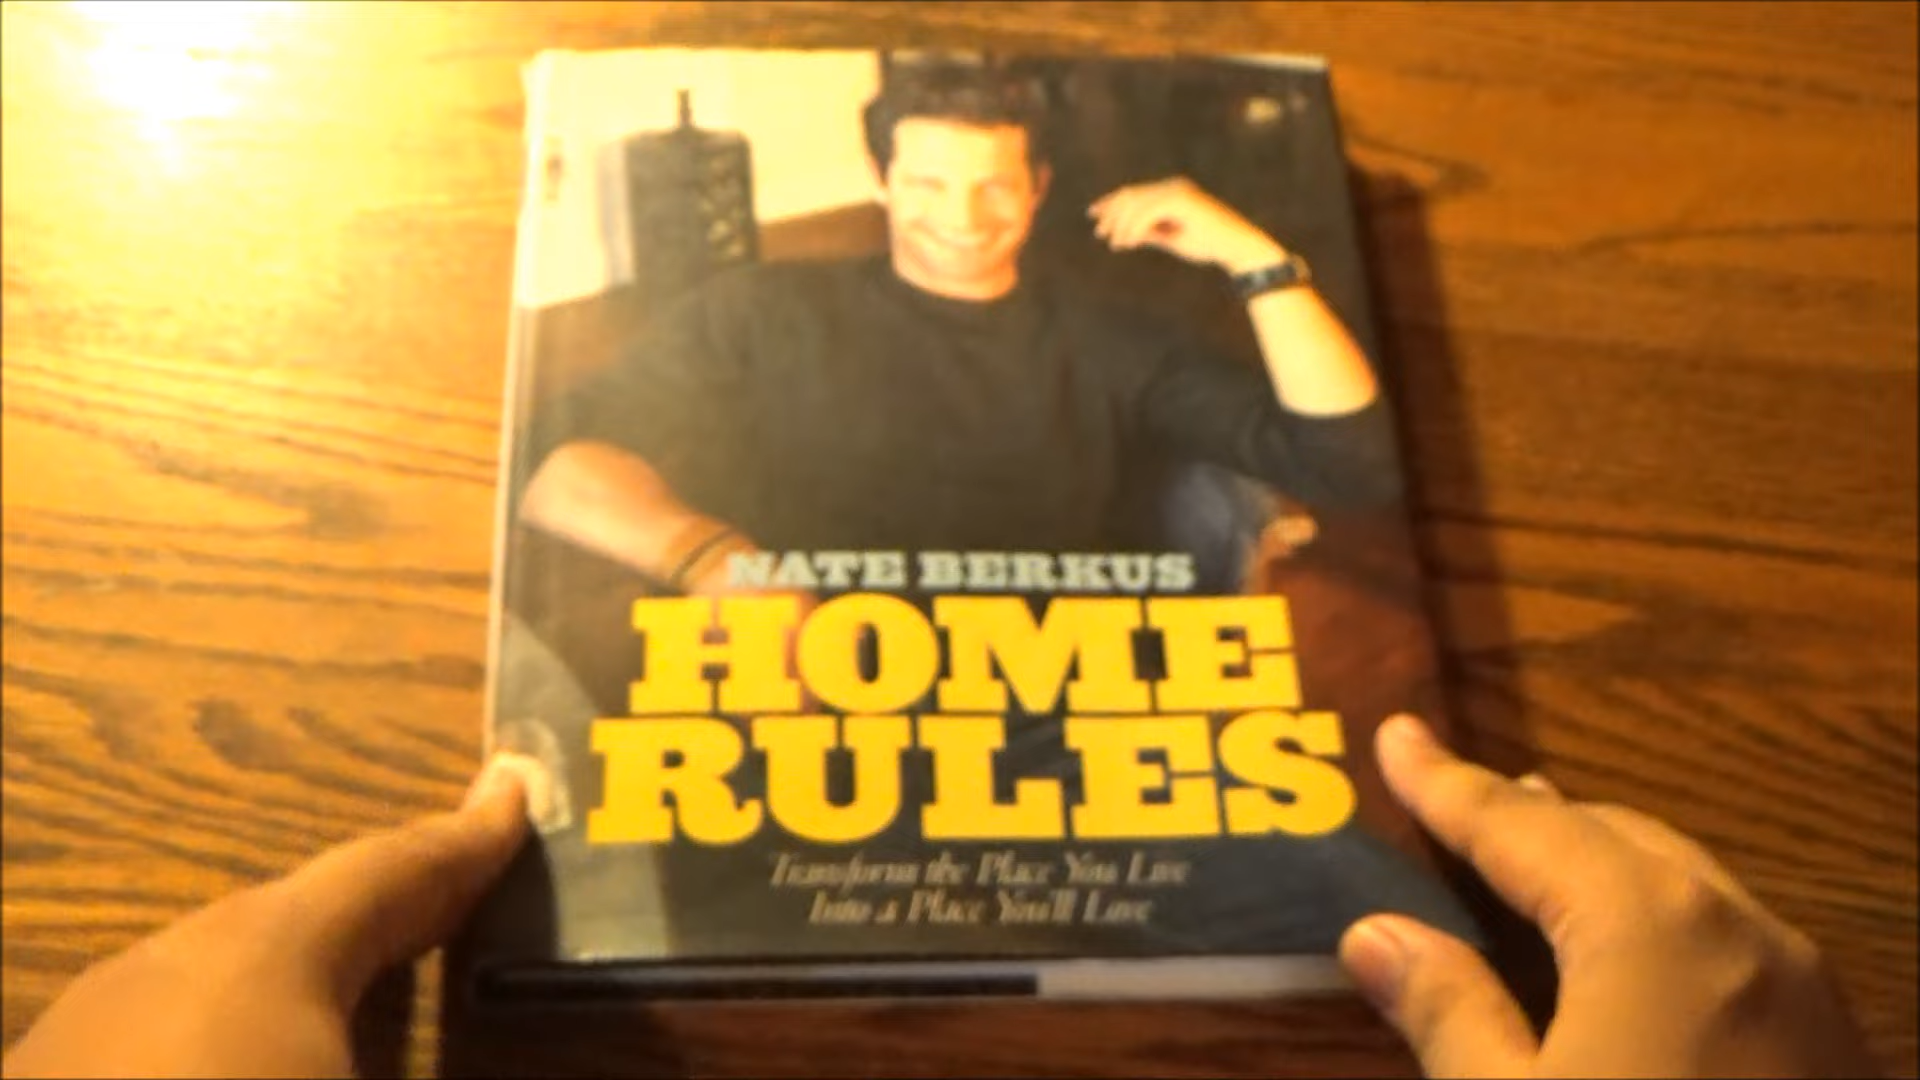 NATE BERKUS
HOME
RULES
Transform the Place You Live
Into a Place You'll Love